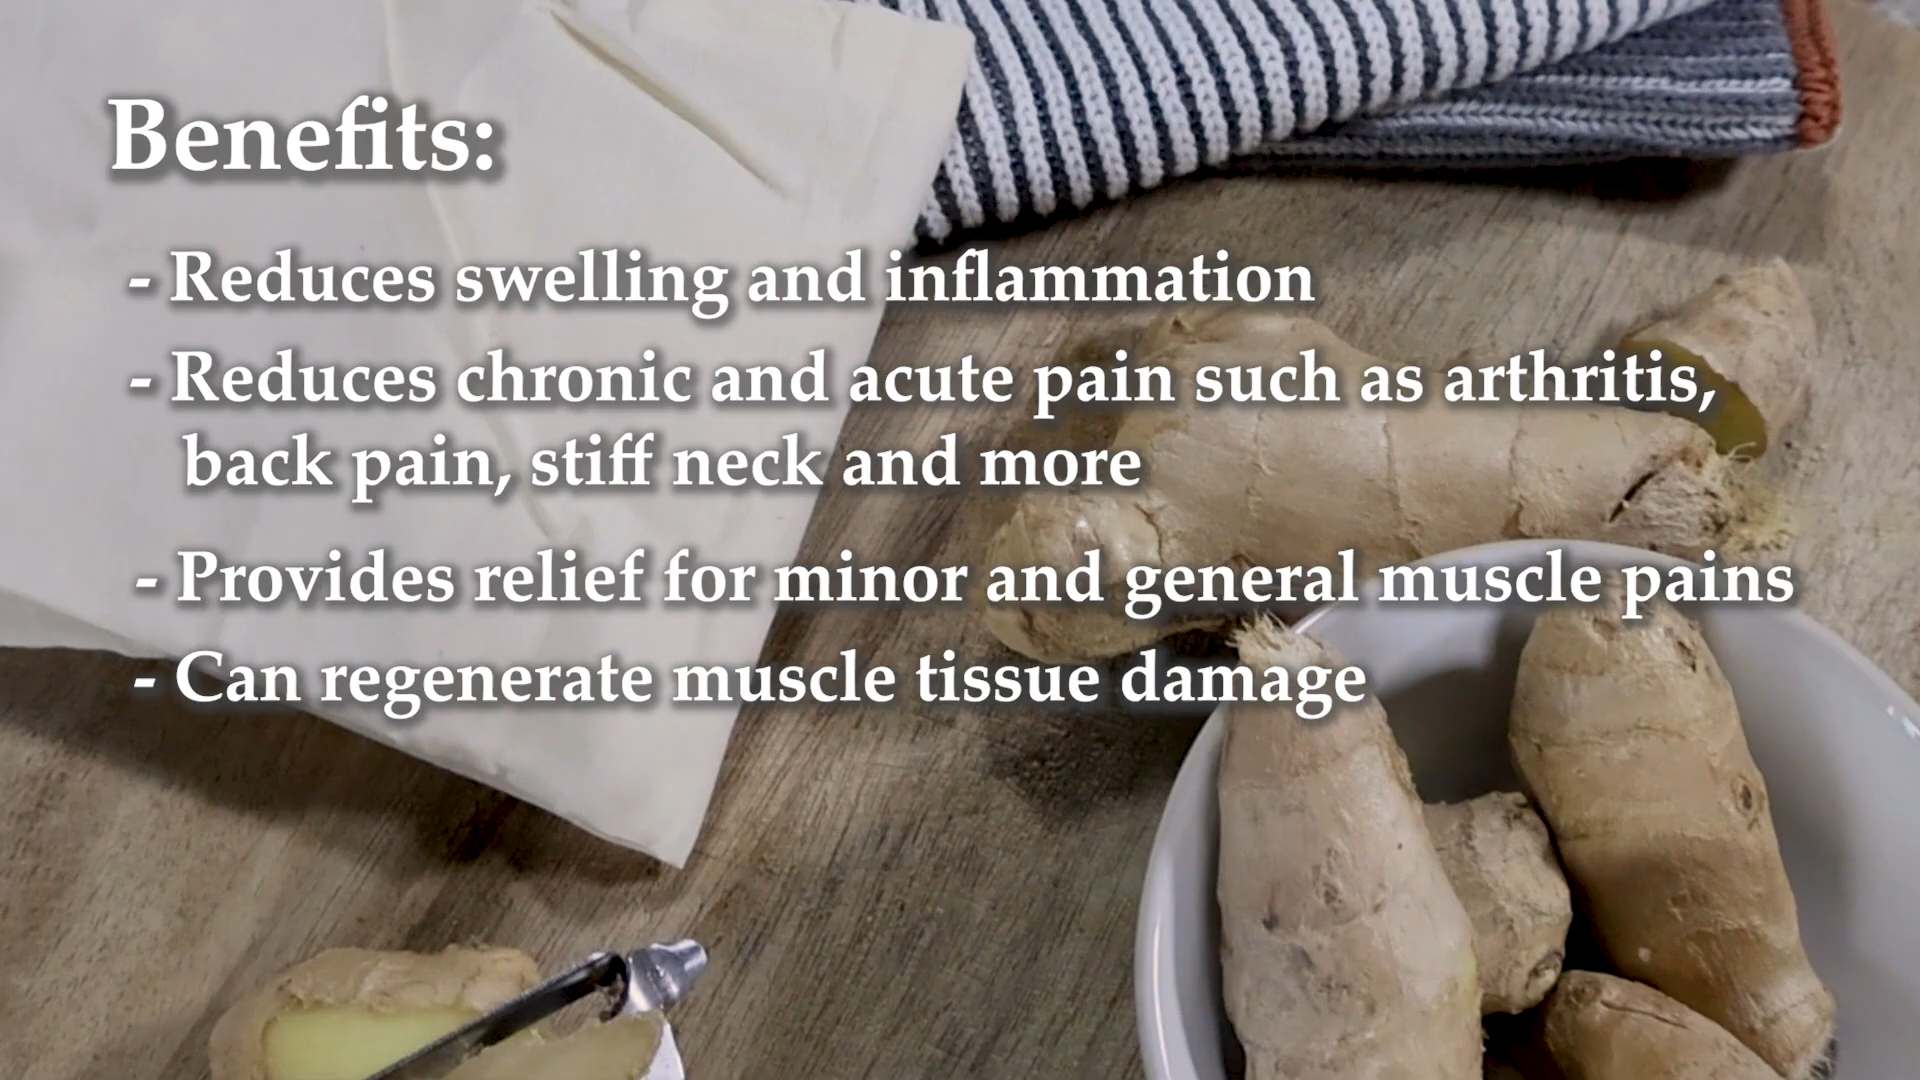 Benefits:
- Reduces swelling and inflammation
- Reduces chronic and acute pain such as arthritis,
back pain, stiff neck and more
- Provides relief for minor and general muscle pains
- Can regenerate muscle tissue damage